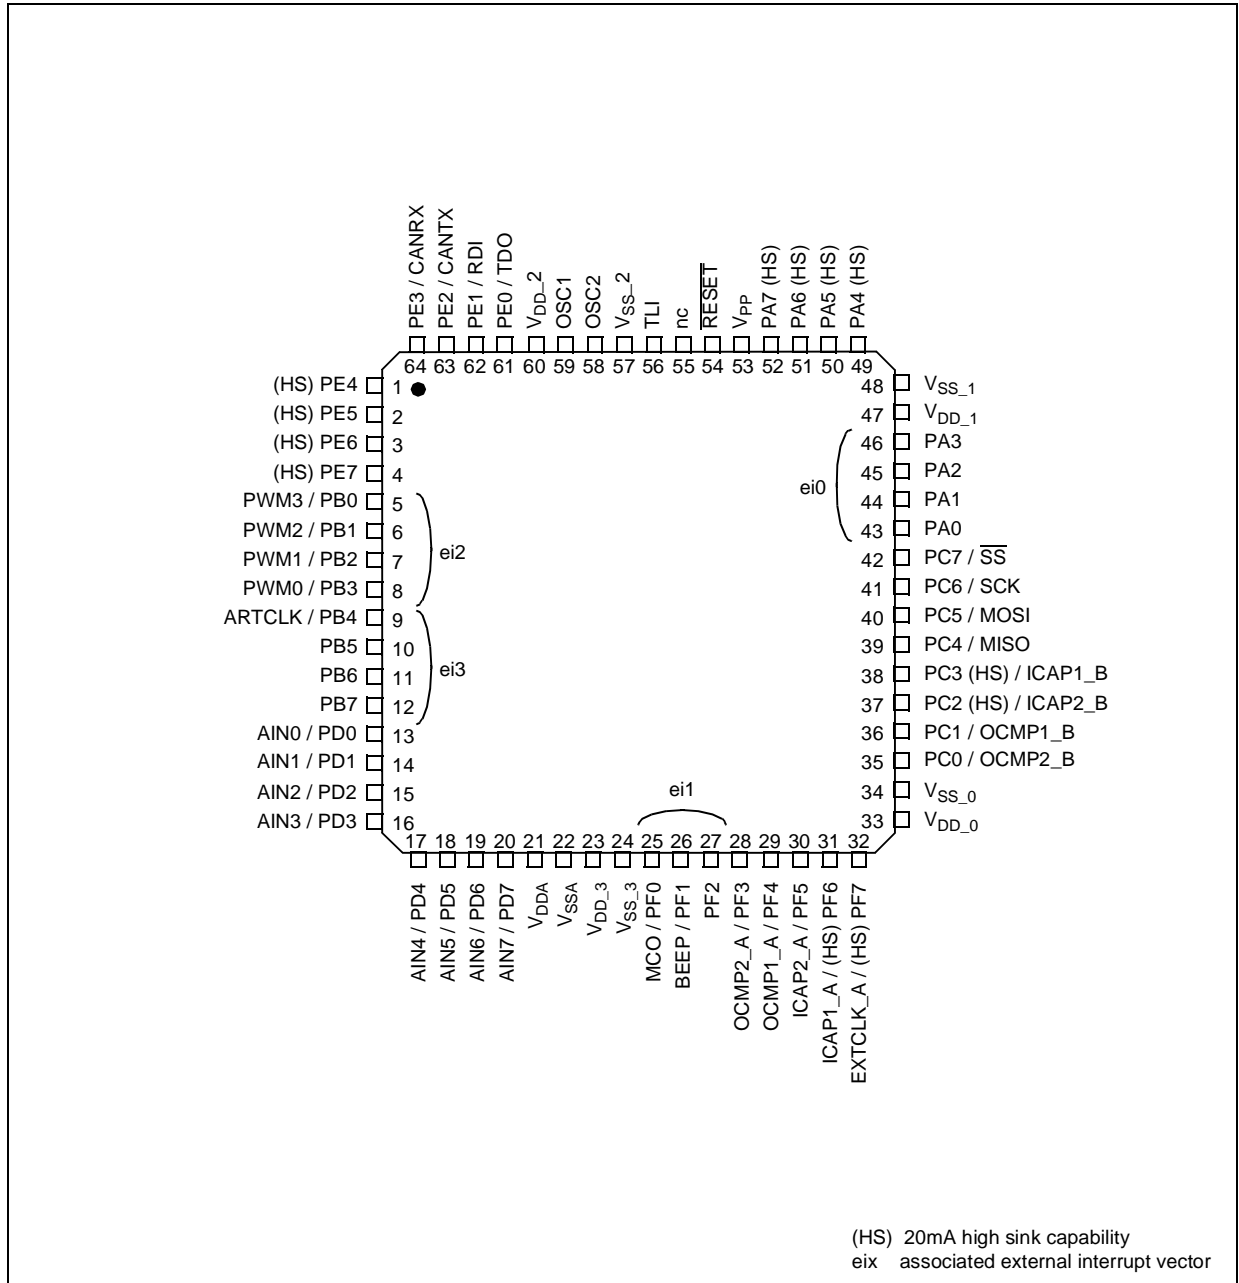 PE3 / CANRX
PE2 / CANTX
PE1 / RDI
PE0 / TDO
VDD_2
OSC1
OSC2
VSS_2
TLI
nc
RESET
VPP
PA7 (HS)
PA6 (HS)
PA5 (HS)
PA4 (HS)
64 63 62 61 60 59 58 57 56 55 54 53 52 51 50 49
(HS) PE4 1
(HS) PE5 2
(HS) PE6 3
(HS) PE7 4
PWM3 / PB0 5
PWM2 / PB1 6
PWM1 / PB2 7
PWM0 / PB3 8
ei2
ARTCLK / PB4 9
PB5 10
PB6 11
PB7 12
ei3
AIN0 / PD0 13
AIN1 / PD1 14
AIN2 / PD2 15
AIN3 / PD3 16
48 VSS_1
47 VDD_1
46 PA3
45 PA2
44 PA1
43 PA0
ei0
42 PC7 / SS
41 PC6 / SCK
40 PC5 / MOSI
39 PC4 / MISO
38 PC3 (HS) / ICAP1_B
37 PC2 (HS) / ICAP2_B
36 PC1 / OCMP1_B
35 PC0 / OCMP2_B
34 VSS_0
33 VDD_0
ei1
17 18 19 20 21 22 23 24 25 26 27 28 29 30 31 32
AIN4 / PD4
AIN5 / PD5
AIN6 / PD6
AIN7 / PD7
VDDA
VSSA
VDD_3
VSS_3
MCO / PF0
BEEP / PF1
PF2
OCMP2_A / PF3
OCMP1_A / PF4
ICAP2_A / PF5
ICAP1_A / (HS) PF6
EXTCLK_A / (HS) PF7
(HS) 20mA high sink capability
eix associated external interrupt vector